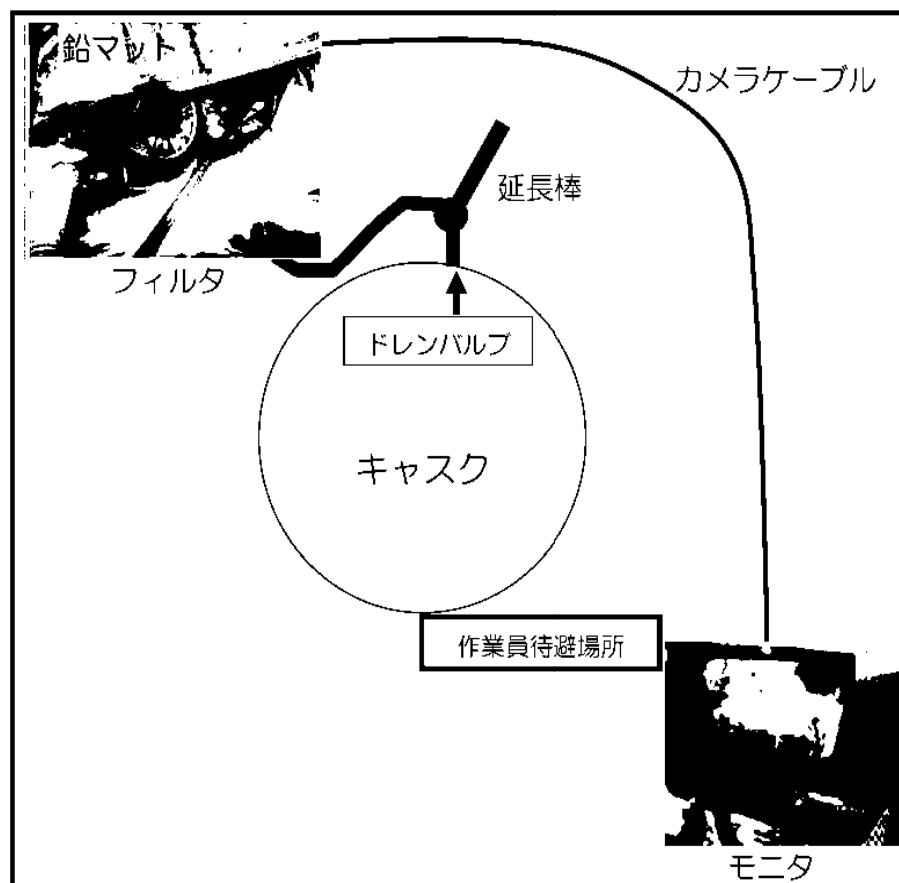 鉛マット
カメラケーブル
延長棒
フィルタ
ドレンバルブ
キャスク
作業員待避場所
モニタ